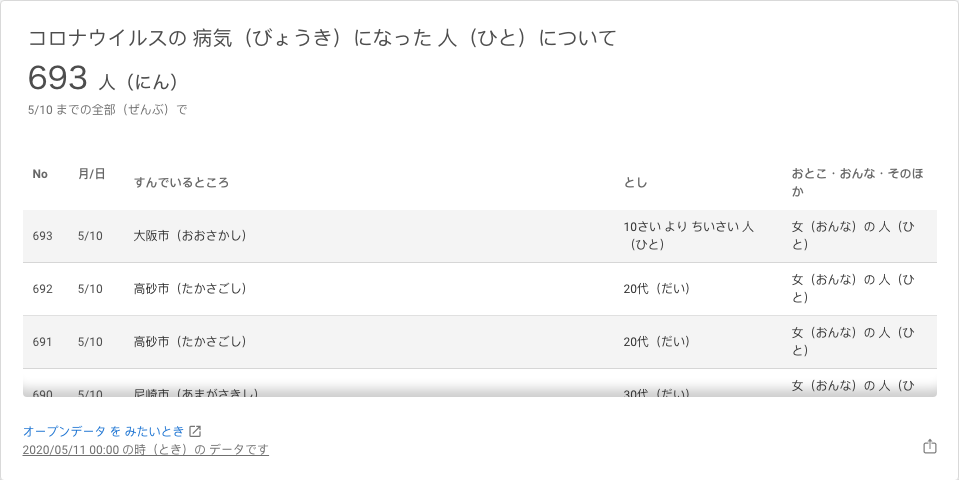 コロナウイルスの 病気（びょうき）になった 人（ひと）について
693 人（にん）
5/10 までの全部（ぜんぶ）で
No 月/日 すんでいるところ とし おとこ・おんな・そのほ
か
693 5/10 大阪市（おおさかし） 10さい より ちいさい 人
（ひと） 女（おんな）の 人（ひ
と）
692 5/10 高砂市（たかさごし） 20代（だい） 女（おんな）の 人（ひ
と）
691 5/10 高砂市（たかさごし） 20代（だい） 女（おんな）の 人（ひ
と）
690 5/10 尼崎市（あまがさきし） 30代（だい） 女（おんな）の 人（ひ
オープンデータ を みたいとき
2020/05/11 00:00 の時（とき）の データです